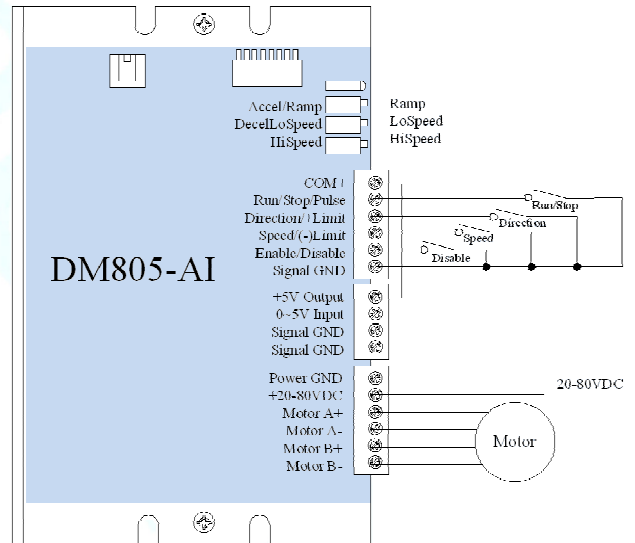 Accel/Ramp
Ramp
DecelLoSpeed
LoSpeed
HiSpeed
HiSpeed
COM+
Run/Stop/Pulse
Run/Stop
Direction/+Limit
Direction
Speed/(-)Limit
Speed
Enable/Disable
Disable
Signal GND
DM805-AI
+5V Output
0~5V Input
Signal GND
Signal GND
Power GND
+20-80VDC
20-80VDC
Motor A+
Motor A-
Motor
Motor B+
Motor B-